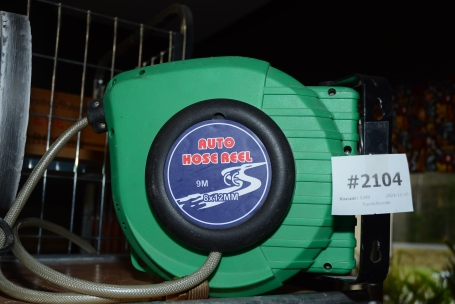 AUTO
HOSE REEL
9M
8x12MM
#2104